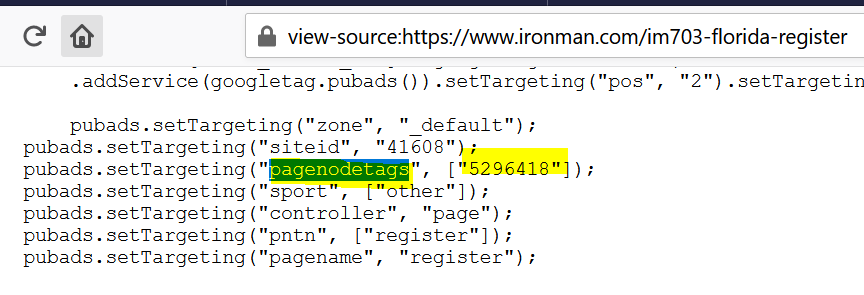 view-source:https://www.ironman.com/im703-florida-register
.addService(googletag.pubads()).setTargeting("pos", "2").setTargetin
pubads.setTargeting("zone", "_default");
pubads.setTargeting("siteid", "41608");
pubads.setTargeting("pagenodetags", ["5296418"]);
pubads.setTargeting("sport", ["other"]);
pubads.setTargeting("controller", "page");
pubads.setTargeting("pntn", ["register"]);
pubads.setTargeting("pagename", "register");